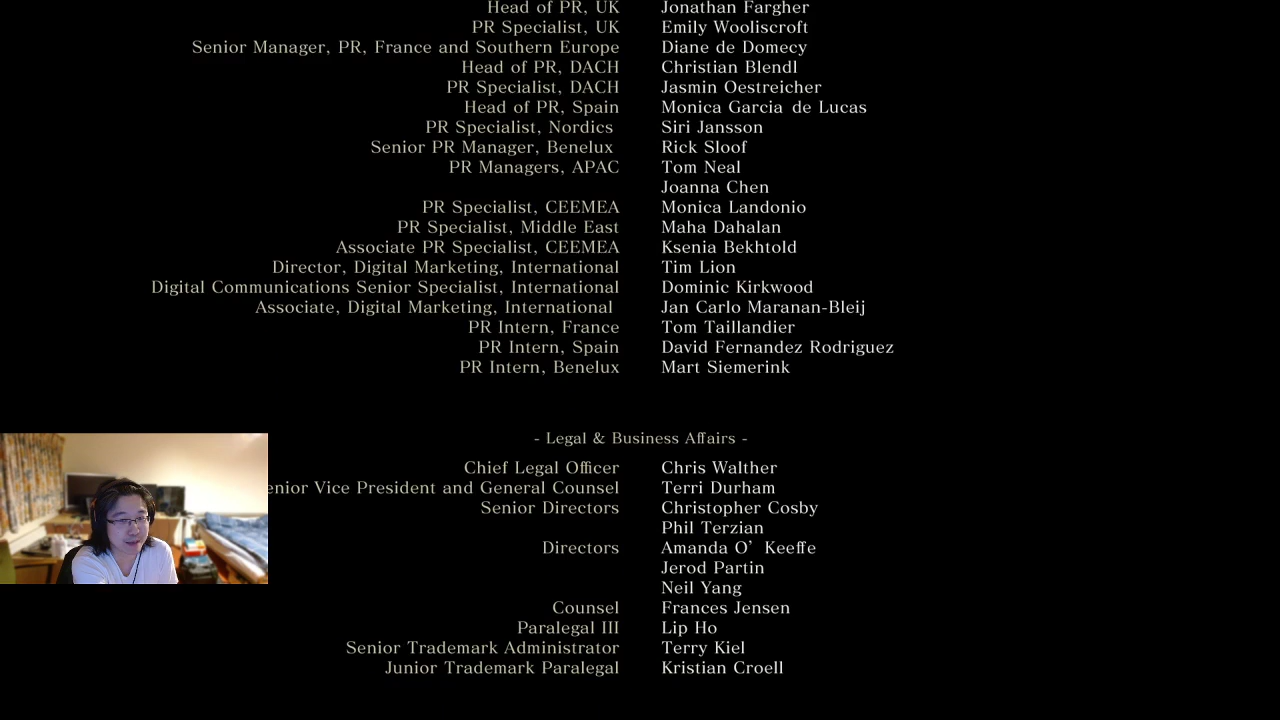 Head of PR, UK Jonathan Fargher
PR Specialist, UK Emily Wooliscroft
Senior Manager, PR, France and Southern Europe Diane de Domecy
Head of PR, DACH Christian Blendl
PR Specialist, DACH Jasmin Oestreicher
Head of PR, Spain Monica Garcia de Lucas
PR Specialist, Nordics Siri Jansson
Senior PR Manager, Benelux Rick Sloof
PR Managers, APAC Tom Neal
Joanna Chen
PR Specialist, CEEMEA Monica Landonio
PR Specialist, Middle East Maha Dahalan
Associate PR Specialist, CEEMEA Ksenia Bekhtold
Director, Digital Marketing, International Tim Lion
Digital Communications Senior Specialist, International Dominic Kirkwood
Associate, Digital Marketing, International Jan Carlo Maranan-Bleij
PR Intern, France Tom Taillandier
PR Intern, Spain David Fernandez Rodriguez
PR Intern, Benelux Mart Siemerink
- Legal & Business Affairs -
Chief Legal Officer Chris Walther
enior Vice President and General Counsel Terri Durham
Senior Directors Christopher Cosby
Phil Terzian
Directors Amanda O' Keeffe
Jerod Partin
Neil Yang
Counsel Frances Jensen
Paralegal III Lip Ho
Senior Trademark Administrator Terry Kiel
Junior Trademark Paralegal Kristian Croell